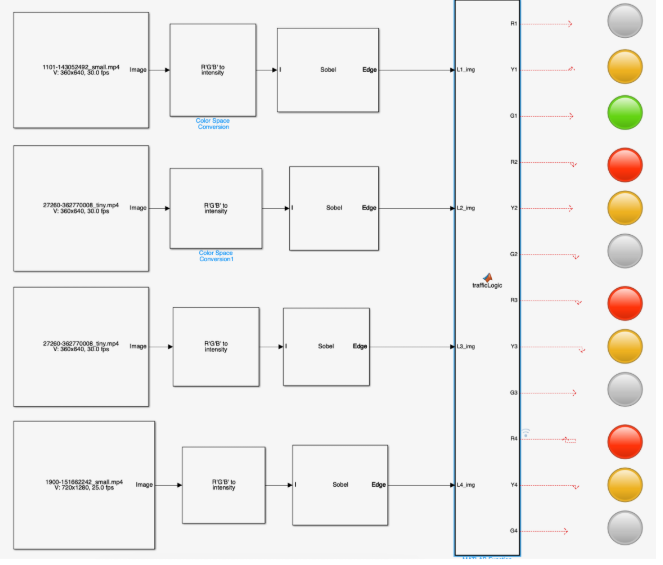 1101-143052492_small.mp4
V: 360x640, 30.0 fps
Image
R'G'B' to
intensity
Color Space
Conversion
I
Sobel
Edge
L1_img
R1
Y1
G1
27260-362770008_tiny.mp4
V: 360x640, 30.0 fps
Image
R'G'B' to
intensity
Color Space
Conversion1
I
Sobel
Edge
L2_img
R2
Y2
G2
trafficLogic
27260-362770008_tiny.mp4
V: 360x640, 30.0 fps
Image
R'G'B' to
intensity
I
Sobel
Edge
L3_img
R3
Y3
G3
1900-151662242_small.mp4
V: 720x1280, 25.0 fps
Image
R'G'B' to
intensity
I
Sobel
Edge
L4_img
R4
Y4
G4